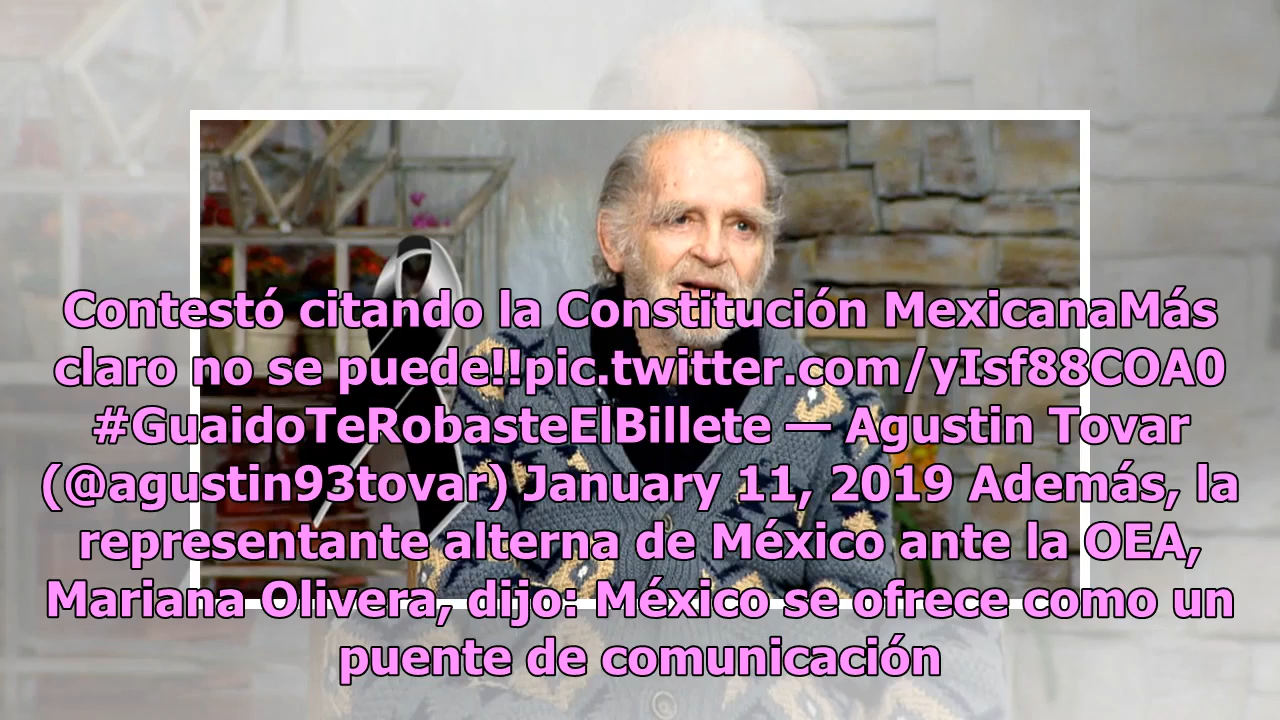 Contestó citando la Constitución MexicanaMás
claro no se puede!!pic.twitter.com/yIsf88COA0
#GuaidoTeRobasteElBillete — Agustin Tovar
(@agustin93tovar) January 11, 2019 Además, la
representante alterna de México ante la OEA,
Mariana Olivera, dijo: México se ofrece como un
puente de comunicación